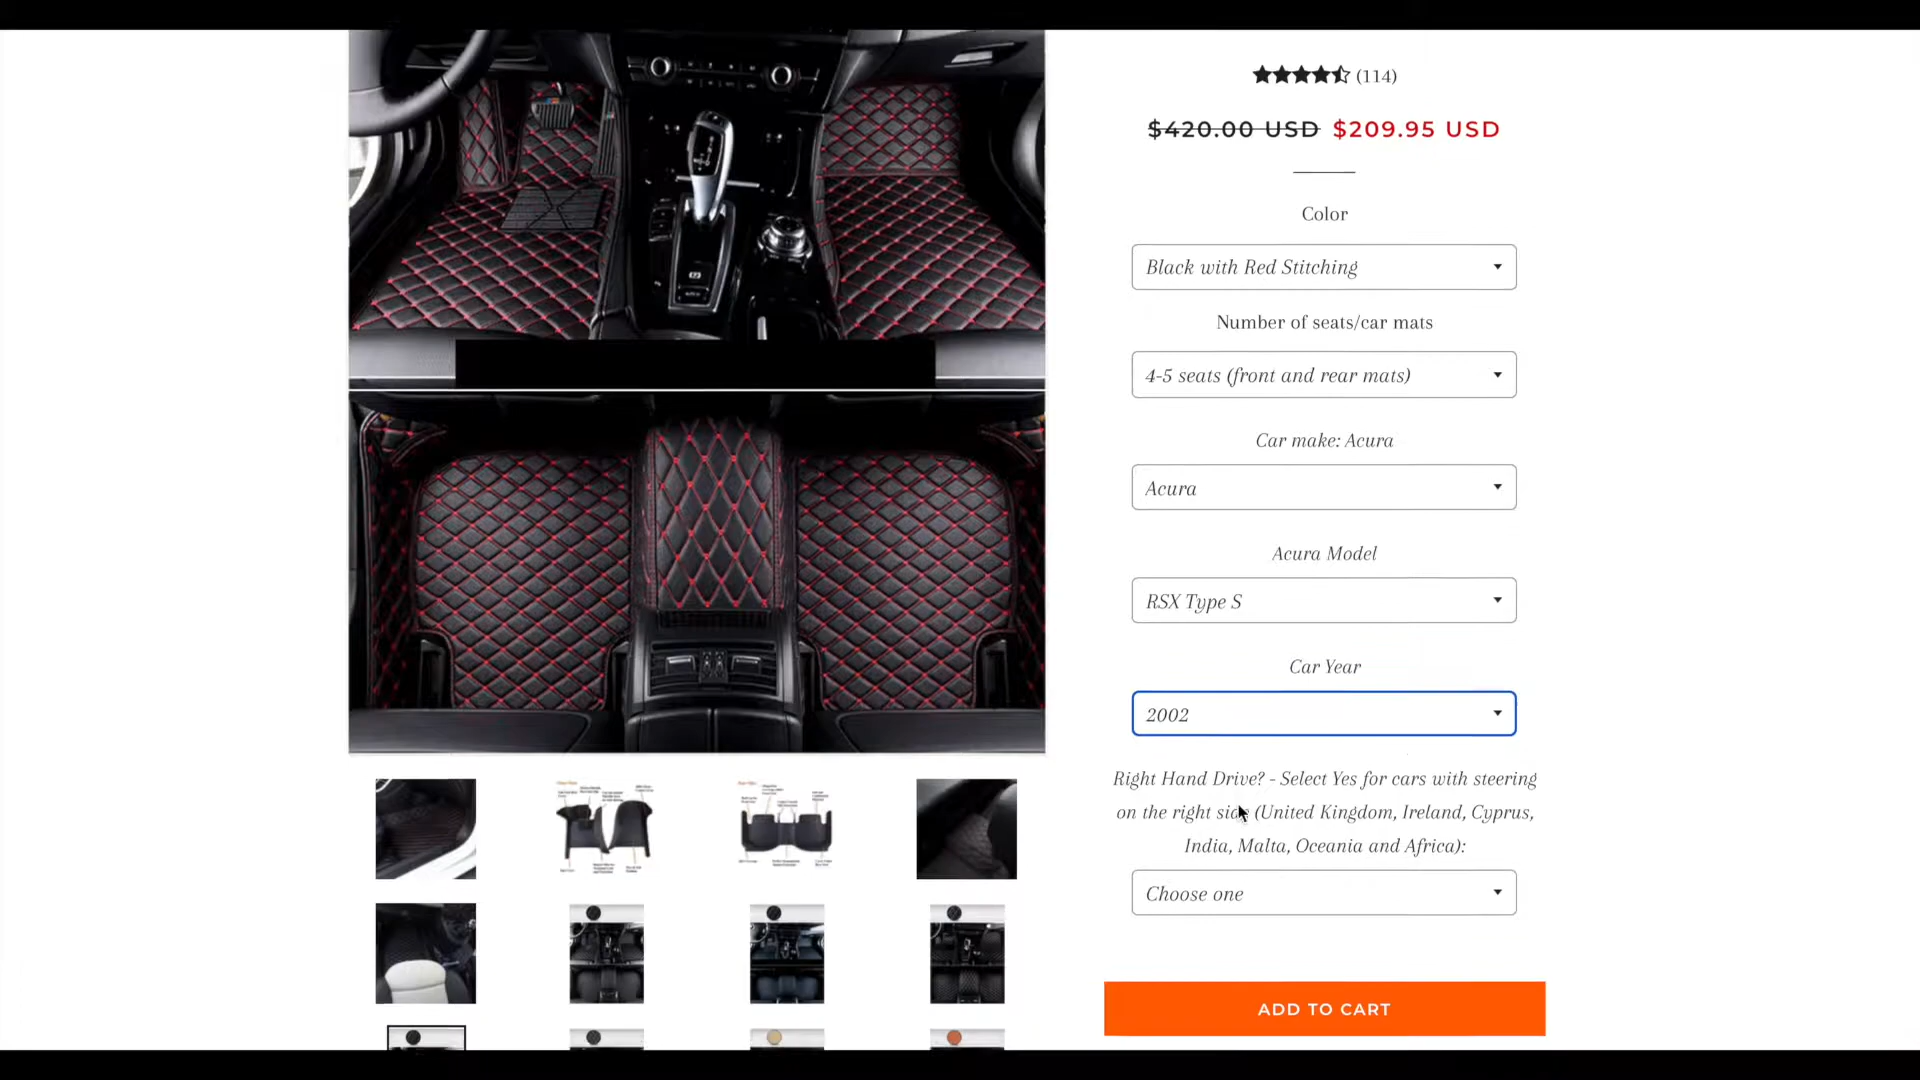 (114)
$420.00 USD $209.95 USD
Color
Black with Red Stitching
Number of seats/car mats
4-5 seats (front and rear mats)
Car make: Acura
Acura
Acura Model
RSX Type S
Car Year
2002
Right Hand Drive? - Select Yes for cars with steering
on the right side (United Kingdom, Ireland, Cyprus,
India, Malta, Oceania and Africa):
Choose one
ADD TO CART